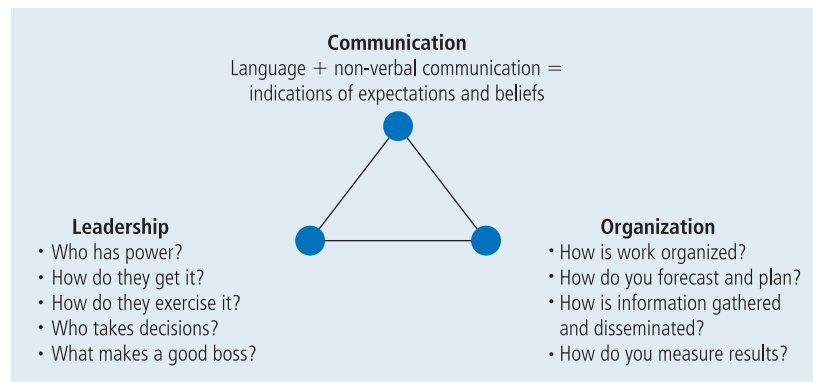 Communication
Language + non-verbal communication =
indications of expectations and beliefs
Leadership
• Who has power?
• How do they get it?
• How do they exercise it?
• Who takes decisions?
• What makes a good boss?
Organization
• How is work organized?
• How do you forecast and plan?
• How is information gathered
and disseminated?
• How do you measure results?